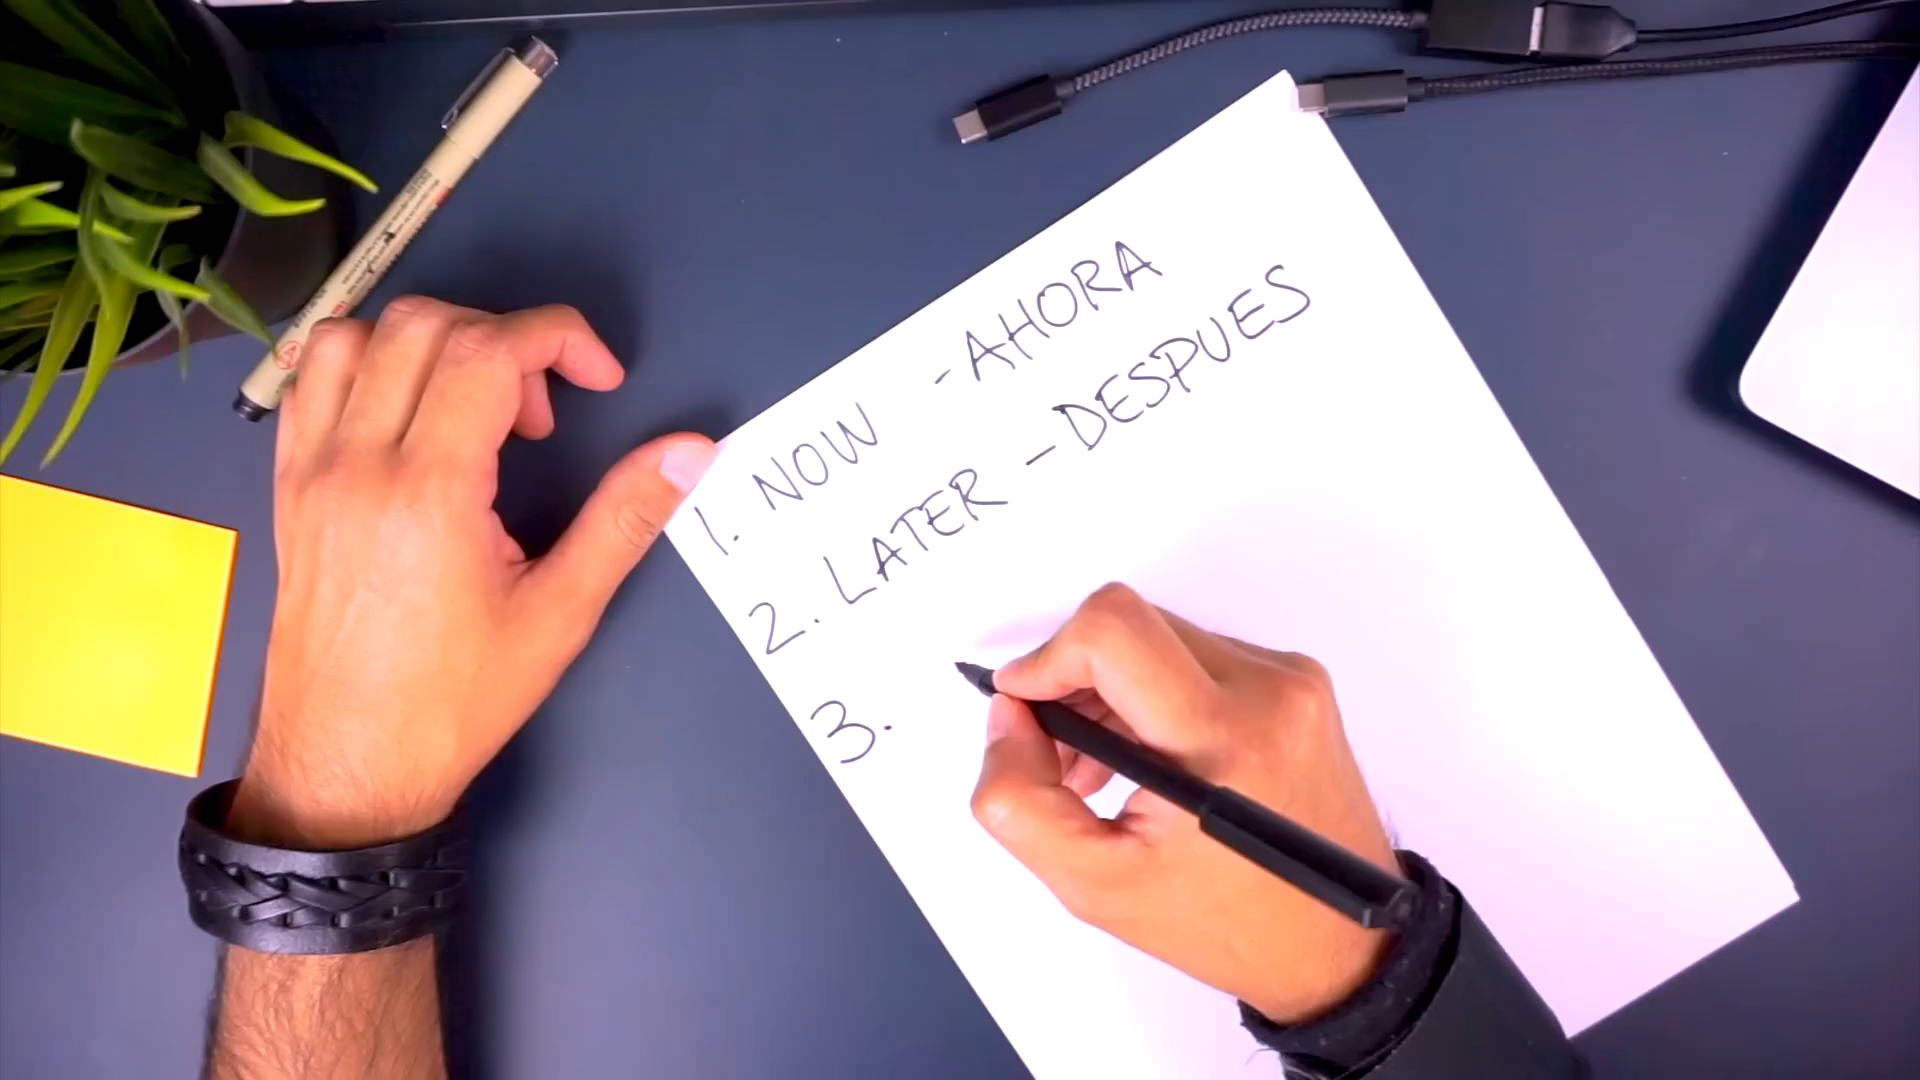 1. NOW - AHORA
2. LATER - DESPUES
3.